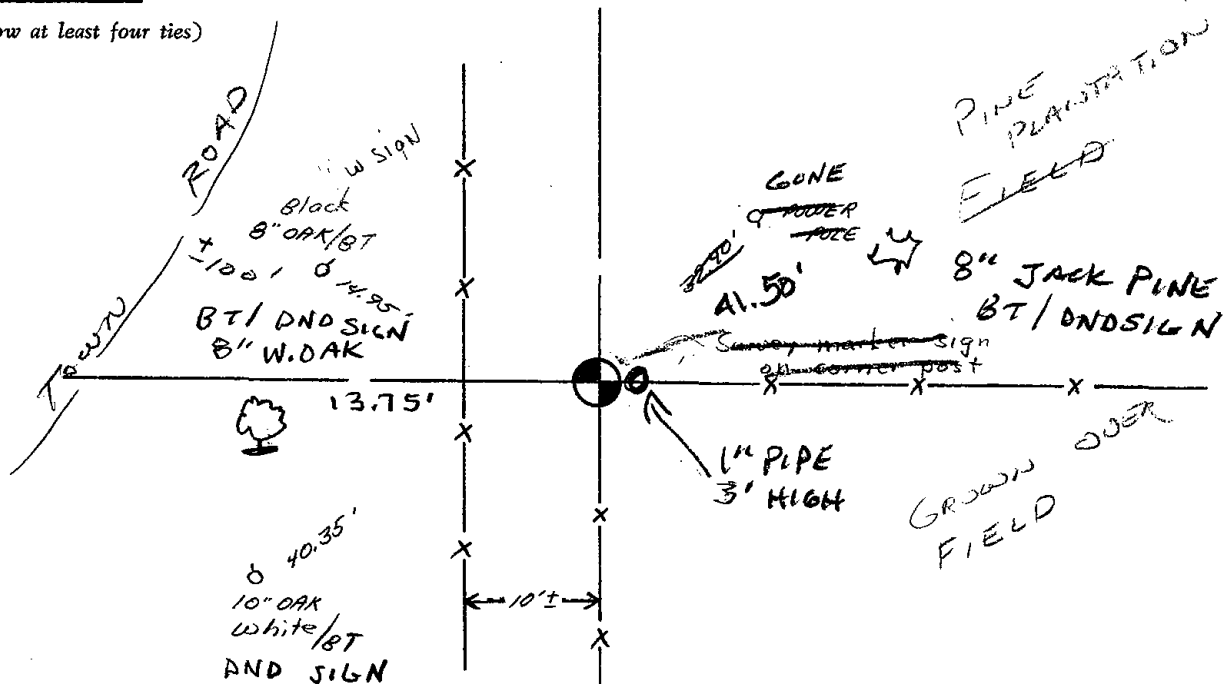 ow at least four ties)
ROAD
TOWN
" W SIGN
Black
8" OAK/BT
± 100'
14.95
BT/ DND SIGN
8" W.OAK
13.75'
GONE
POWER
POLE
41.50'
PINE
PLANTATION
FIELD
8" JACK PINE
BT/DND SIGN
Survey marker sign
on corner post
1" PIPE
3' HIGH
GROWN OVER
FIELD
40.35'
10" OAK
White/BT
DND SIGN
10'±